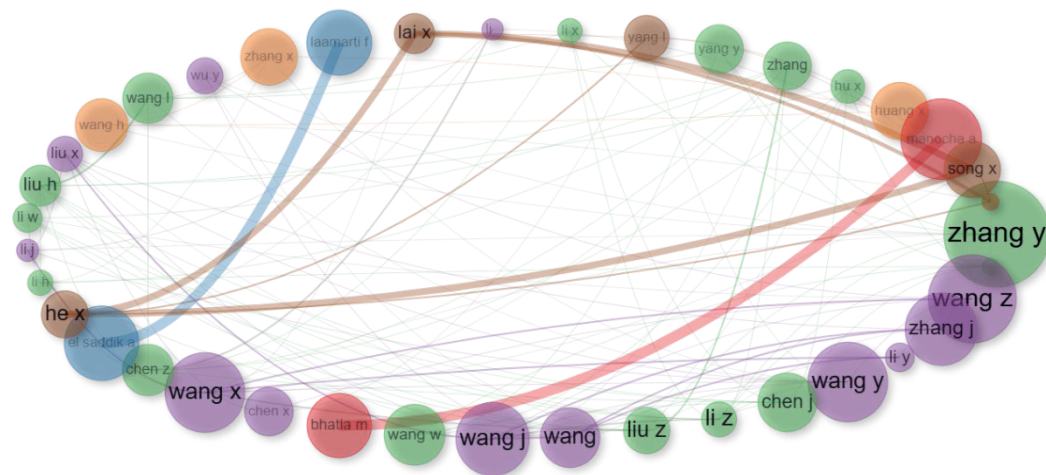 laamarti f
lai x
li
li x
yang l
yang y
zhang
hu x
huang x
manocha a
song x
zhang y
wang z
zhang j
li y
wang y
chen j
li z
liu z
wang
wang j
wang w
bhatia m
chen x
wang x
chen z
el saddik a
he x
li h
li j
li w
liu h
liu x
wang h
wang l
wu y
zhang x